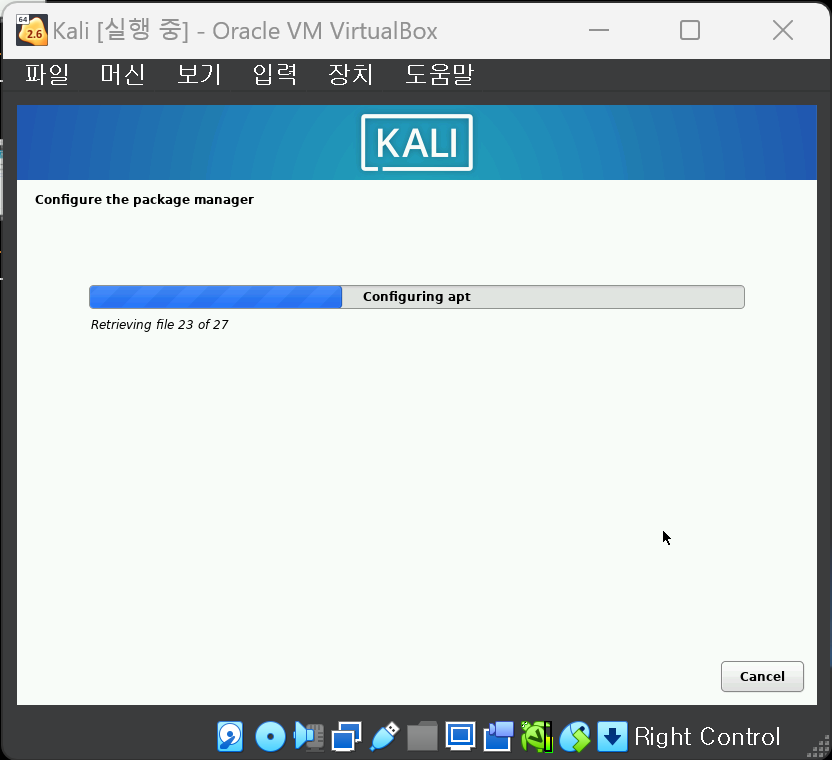 64
2.6
Kali [실행 중] - Oracle VM VirtualBox
파일 머신 보기 입력 장치 도움말
KALI
Configure the package manager
Configuring apt
Retrieving file 23 of 27
Cancel
Right Control